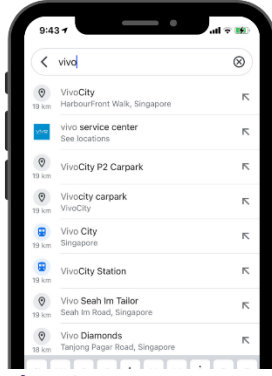 9:43
vivo
VivoCity
HarbourFront Walk, Singapore
19 km
vivo service center
See locations
VivoCity P2 Carpark
19 km
Vivocity carpark
VivoCity
19 km
Vivo City
Singapore
19 km
VivoCity Station
19 km
Vivo Seah Im Tailor
Seah Im Road, Singapore
19 km
Vivo Diamonds
Tanjong Pagar Road, Singapore
18 km